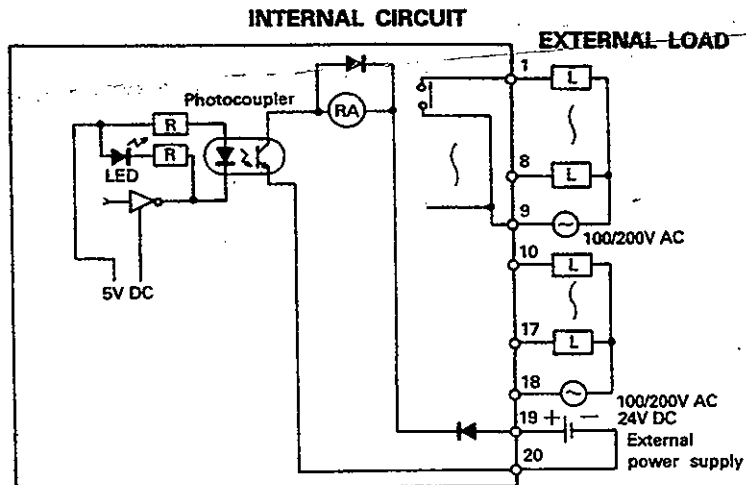 INTERNAL CIRCUIT
EXTERNAL LOAD
Photocoupler
RA
1
L
R
R
LED
8
L
9
100/200V AC
5V DC
10
L
17
L
18
100/200V AC
19
+ −
24V DC
20
External
power supply